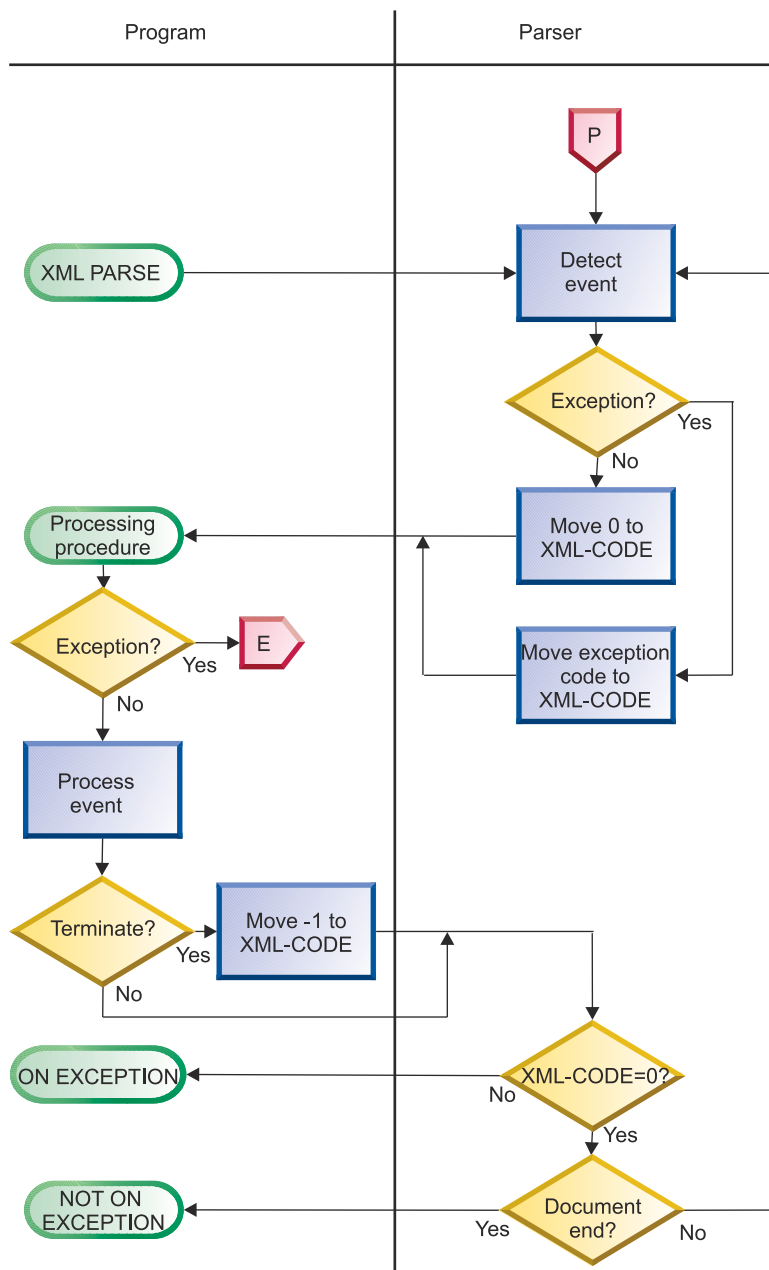 Program
Parser
P
XML PARSE
Detect
event
Exception?
Yes
No
Processing
procedure
Move 0 to
XML-CODE
Exception?
Yes
E
No
Move exception
code to
XML-CODE
Process
event
Terminate?
Yes
Move -1 to
XML-CODE
No
ON EXCEPTION
No
XML-CODE=0?
Yes
NOT ON
EXCEPTION
Yes
Document
end?
No